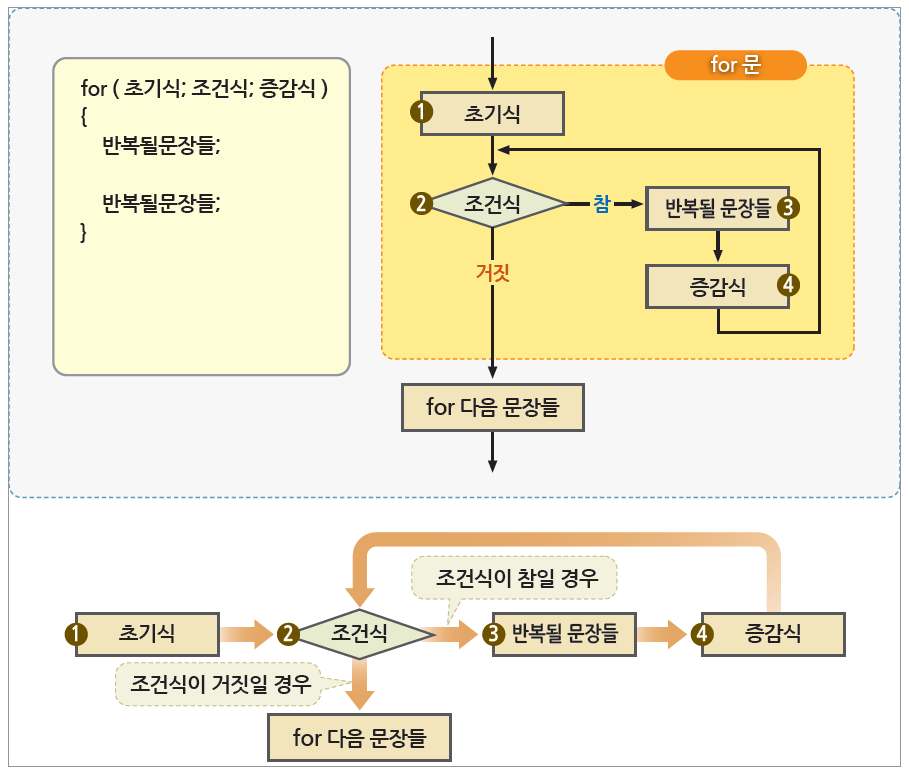 for ( 초기식; 조건식; 증감식 )
{
반복될문장들;
반복될문장들;
}
for 문
1 초기식
2 조건식
참
반복될 문장들 3
거짓
증감식 4
for 다음 문장들
조건식이 참일 경우
1 초기식
2 조건식
3 반복될 문장들
4 증감식
조건식이 거짓일 경우
for 다음 문장들